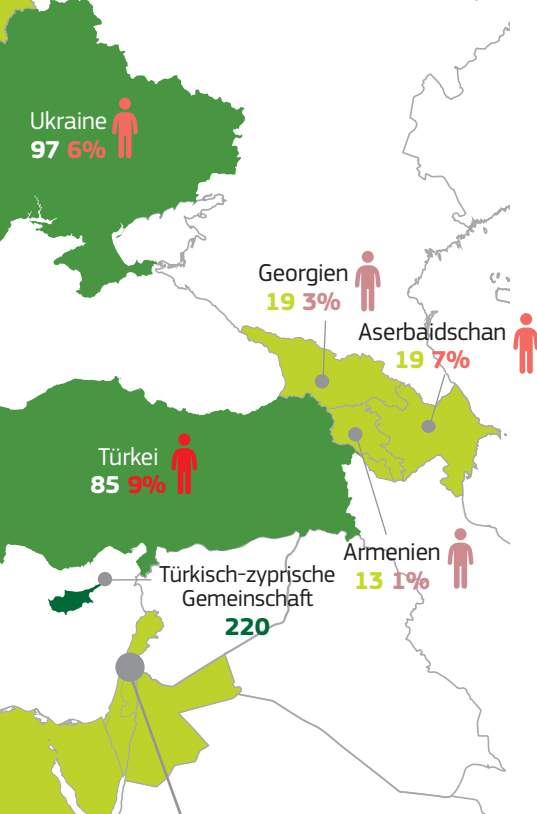 Ukraine
97 6%
Georgien
19 3%
Aserbaidschan
19 7%
Türkei
85 9%
Armenien
13 1%
Türkisch-zyprische
Gemeinschaft
220